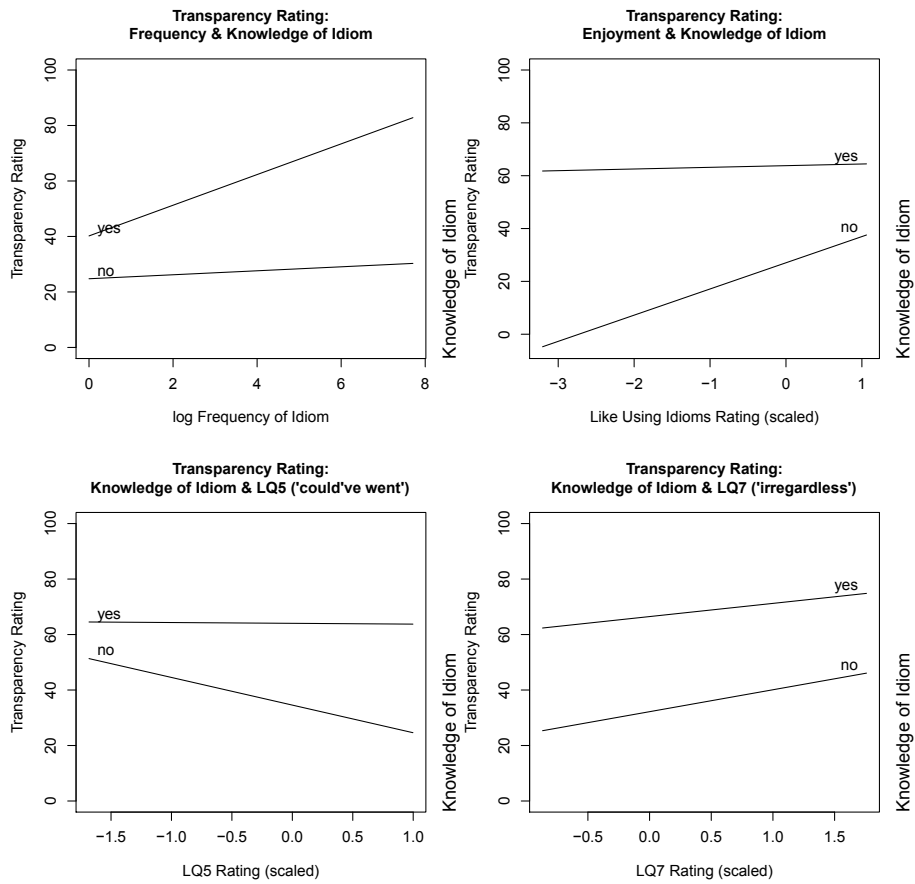 Transparency Rating:
Frequency & Knowledge of Idiom
100
80
60
40
20
0
Transparency Rating
yes
no
Knowledge of Idiom
0 2 4 6 8
log Frequency of Idiom
Transparency Rating:
Enjoyment & Knowledge of Idiom
100
80
60
40
20
0
Transparency Rating
yes
no
Knowledge of Idiom
−3 −2 −1 0 1
Like Using Idioms Rating (scaled)
Transparency Rating:
Knowledge of Idiom & LQ5 ('could've went')
100
80
60
40
20
0
Transparency Rating
yes
no
Knowledge of Idiom
−1.5 −1.0 −0.5 0.0 0.5 1.0
LQ5 Rating (scaled)
Transparency Rating:
Knowledge of Idiom & LQ7 ('irregardless')
100
80
60
40
20
0
Transparency Rating
yes
no
Knowledge of Idiom
−0.5 0.0 0.5 1.0 1.5
LQ7 Rating (scaled)